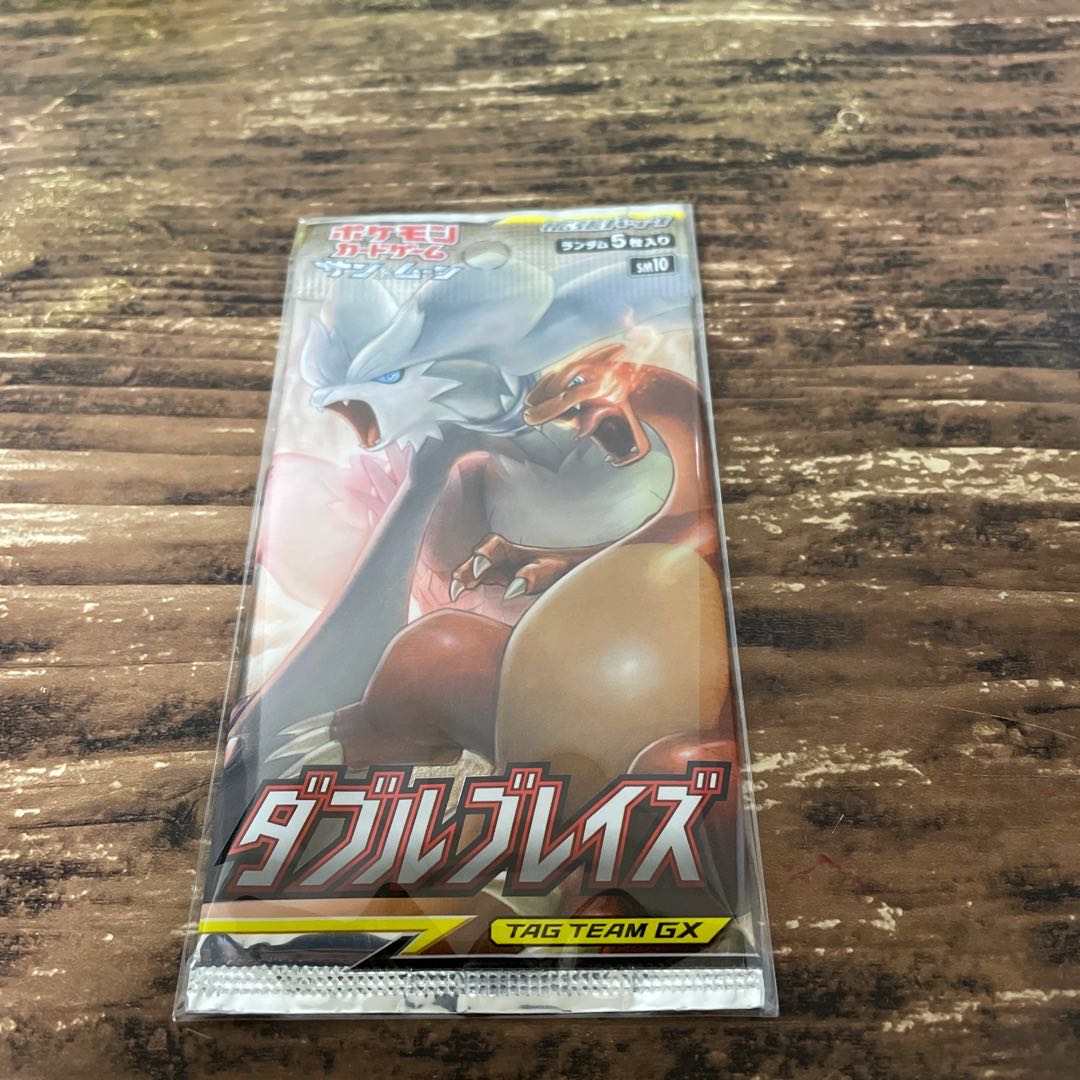 ポケモン
カードゲーム
サン&ムーン
拡張パック
ランダム5枚入り
SM10
ダブルブレイズ
TAG TEAM GX